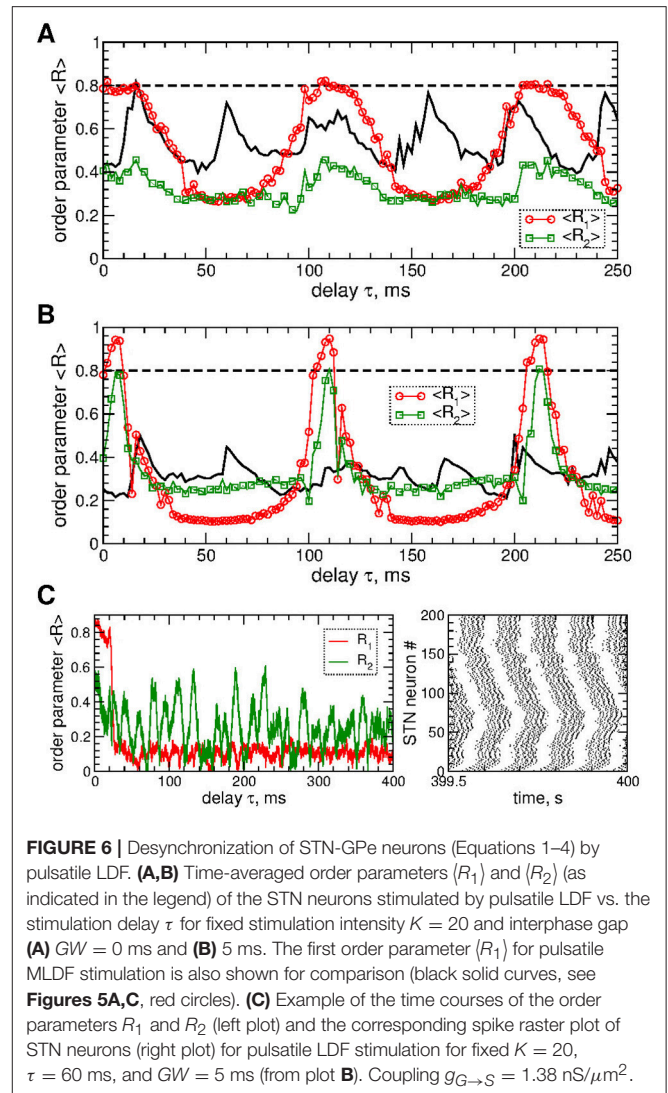 A
order parameter <R>
1
0.8
0.6
0.4
0.2
0
0 50 100 150 200 250
delay τ, ms
<R₁>
<R₂>
B
order parameter <R>
1
0.8
0.6
0.4
0.2
0
0 50 100 150 200 250
delay τ, ms
<R₁>
<R₂>
C
order parameter <R>
0.8
0.6
0.4
0.2
0
0 100 200 300 400
delay τ, ms
R₁
R₂
STN neuron #
200
150
100
50
0
399.5 400
time, s
FIGURE 6 | Desynchronization of STN-GPe neurons (Equations 1–4) by
pulsatile LDF. (A,B) Time-averaged order parameters ⟨R₁⟩ and ⟨R₂⟩ (as
indicated in the legend) of the STN neurons stimulated by pulsatile LDF vs. the
stimulation delay τ for fixed stimulation intensity K = 20 and interphase gap
(A) GW = 0 ms and (B) 5 ms. The first order parameter ⟨R₁⟩ for pulsatile
MLDF stimulation is also shown for comparison (black solid curves, see
Figures 5A,C, red circles). (C) Example of the time courses of the order
parameters R₁ and R₂ (left plot) and the corresponding spike raster plot of
STN neurons (right plot) for pulsatile LDF stimulation for fixed K = 20,
τ = 60 ms, and GW = 5 ms (from plot B). Coupling g_G→S = 1.38 nS/μm².